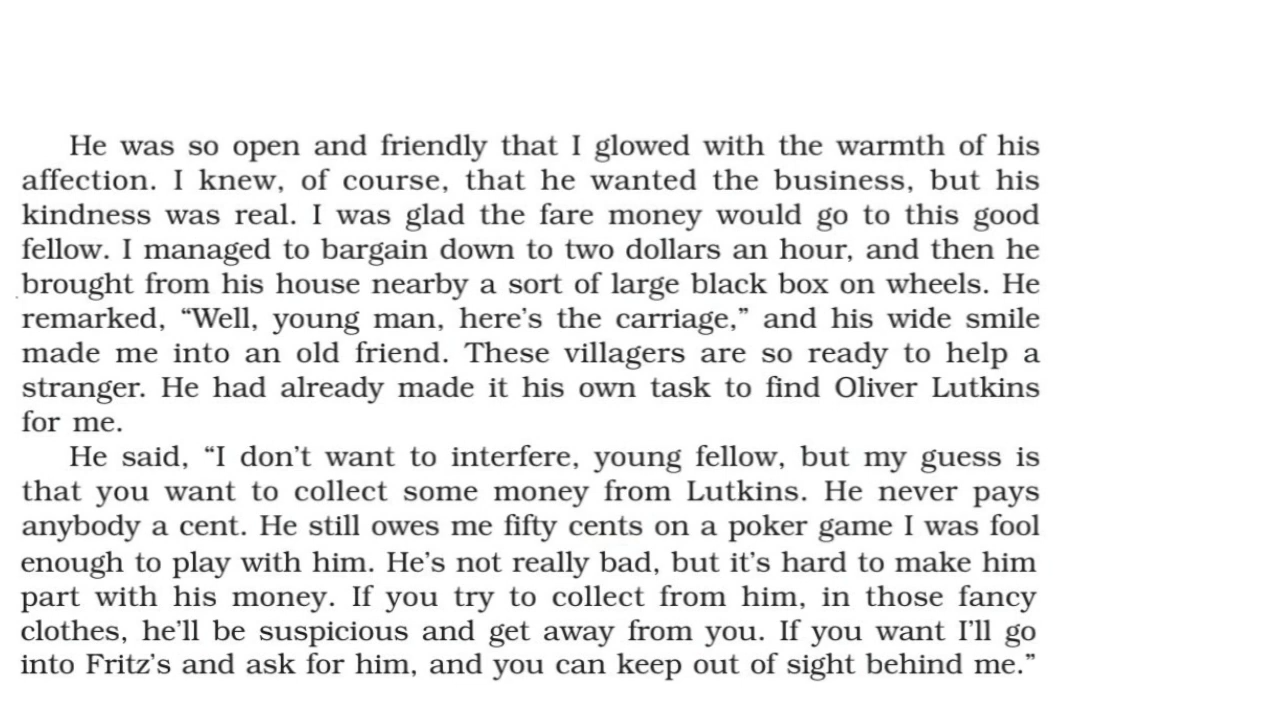 He was so open and friendly that I glowed with the warmth of his
affection. I knew, of course, that he wanted the business, but his
kindness was real. I was glad the fare money would go to this good
fellow. I managed to bargain down to two dollars an hour, and then he
brought from his house nearby a sort of large black box on wheels. He
remarked, “Well, young man, here’s the carriage,” and his wide smile
made me into an old friend. These villagers are so ready to help a
stranger. He had already made it his own task to find Oliver Lutkins
for me.
He said, “I don’t want to interfere, young fellow, but my guess is
that you want to collect some money from Lutkins. He never pays
anybody a cent. He still owes me fifty cents on a poker game I was fool
enough to play with him. He’s not really bad, but it’s hard to make him
part with his money. If you try to collect from him, in those fancy
clothes, he’ll be suspicious and get away from you. If you want I’ll go
into Fritz’s and ask for him, and you can keep out of sight behind me.”